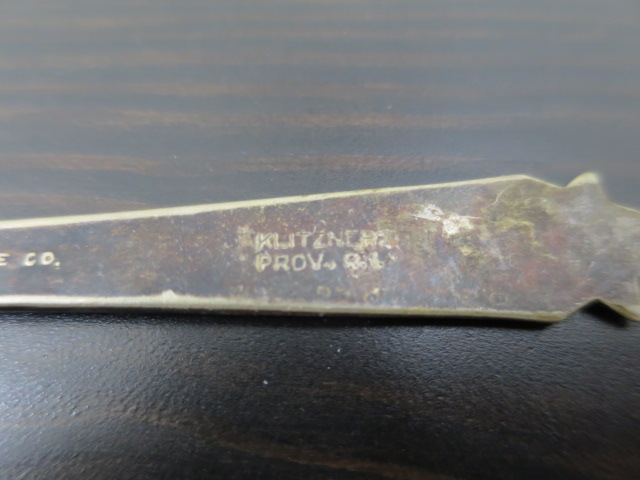 E CO.
KLITZNER
PROV. R.I.